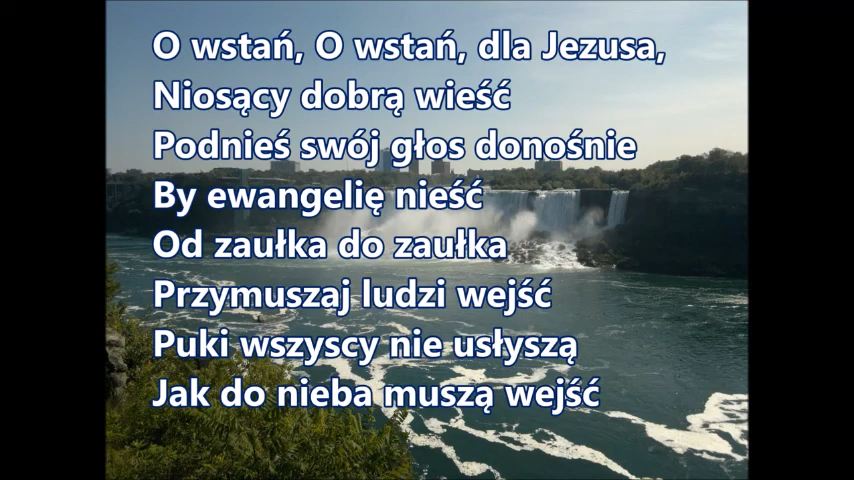 O wstań, O wstań, dla Jezusa,
Niosący dobrą wieść
Podnieś swój głos donośnie
By ewangelię nieść
Od zaułka do zaułka
Przymuszaj ludzi wejść
Puki wszyscy nie usłyszą
Jak do nieba muszą wejść